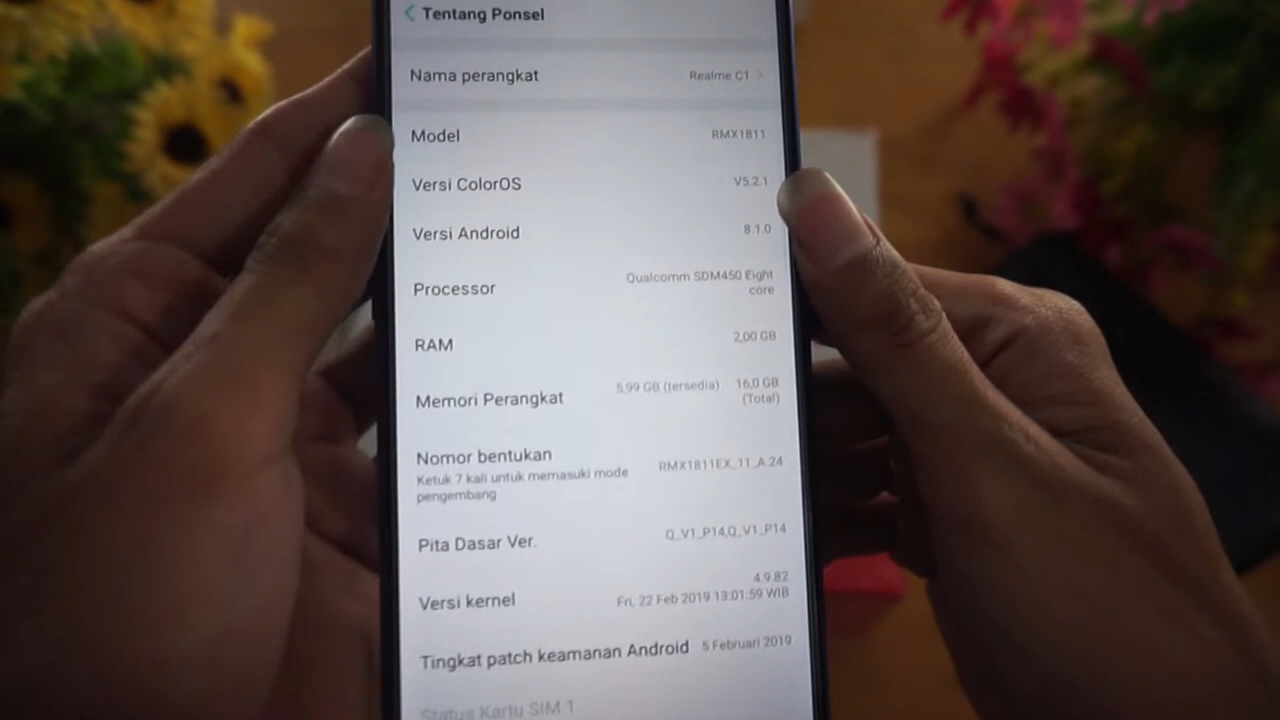 Tentang Ponsel
Nama perangkat Realme C1
Model RMX1811
Versi ColorOS V5.2.1
Versi Android 8.1.0
Processor Qualcomm SDM450 Eight
core
RAM 2,00 GB
Memori Perangkat 5,99 GB (tersedia) 16,0 GB
(Total)
Nomor bentukan RMX1811EX_11_A.24
Ketuk 7 kali untuk memasuki mode
pengembang
Pita Dasar Ver. Q_V1_P14,Q_V1_P14
Versi kernel 4.9.82
Fri, 22 Feb 2019 13:01:59 WIB
Tingkat patch keamanan Android 5 Februari 2019
Status Kartu SIM 1